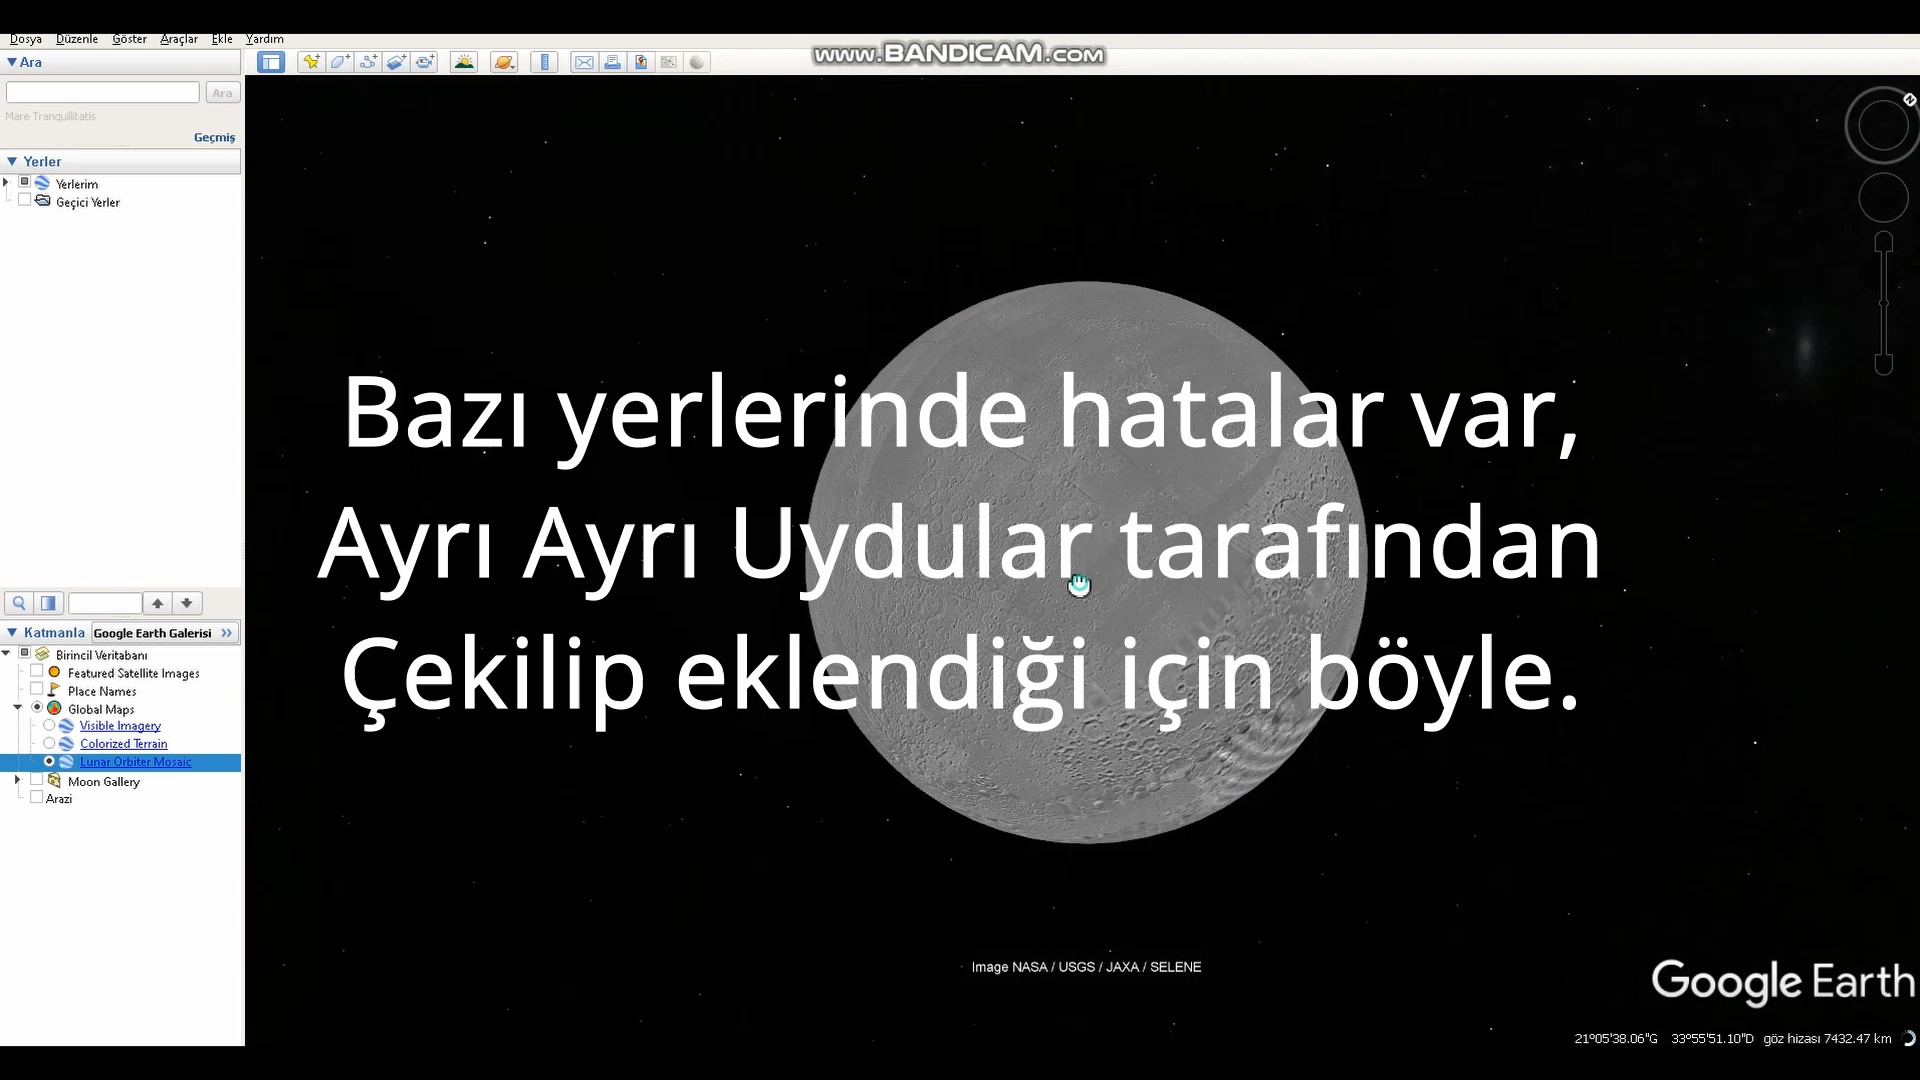 Dosya Düzenle Göster Araçlar Ekle Yardım
www.BANDICAM.com
Ara
Ara
Mare Tranquillitatis
Geçmiş
Yerler
Yerlerim
Geçici Yerler
Bazı yerlerinde hatalar var,
Ayrı Ayrı Uydular tarafından
Çekilip eklendiği için böyle.
Katmanla Google Earth Galerisi >>
Birincil Veritabanı
Featured Satellite Images
Place Names
Global Maps
Visible Imagery
Colorized Terrain
Lunar Orbiter Mosaic
Moon Gallery
Arazi
Image NASA / USGS / JAXA / SELENE
Google Earth
21°05'38.06"G 33°55'51.10"D göz hizası 7432.47 km